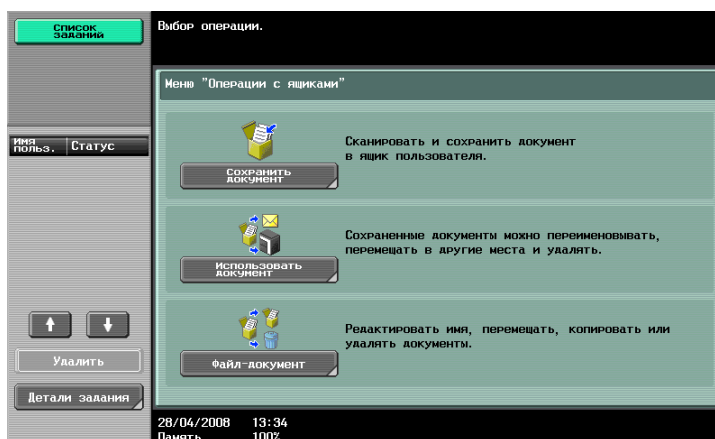 Список
заданий
Выбор операции.
Меню "Операции с ящиками"
Имя
польз.
Статус
Сканировать и сохранить документ
в ящик пользователя.
Сохранить
документ
Сохраненные документы можно переименовывать,
перемещать в другие места и удалять.
Использовать
документ
Редактировать имя, перемещать, копировать или
удалять документы.
Файл-документ
Удалить
Детали задания
28/04/2008 13:34
Память 100%